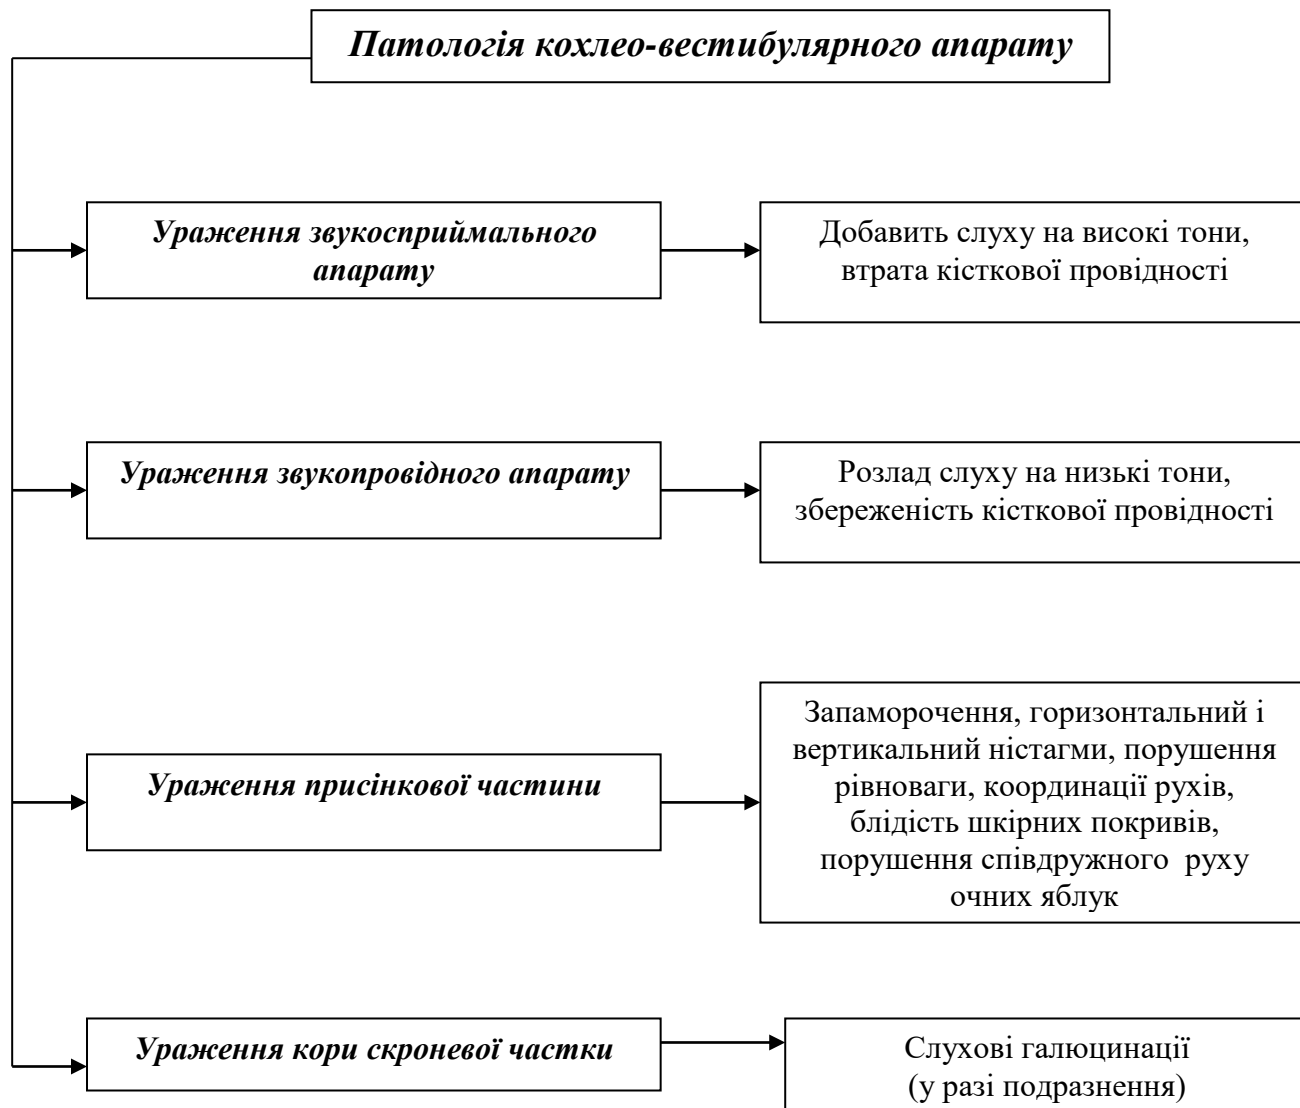 Патологія кохлео-вестибулярного апарату
Ураження звукосприймального
апарату
Добавить слуху на високі тони,
втрата кісткової провідності
Ураження звукопровідного апарату
Розлад слуху на низькі тони,
збереженість кісткової провідності
Ураження присінкової частини
Запаморочення, горизонтальний і
вертикальний ністагми, порушення
рівноваги, координації рухів,
блідість шкірних покривів,
порушення співдружного руху
очних яблук
Ураження кори скроневої частки
Слухові галюцинації
(у разі подразнення)